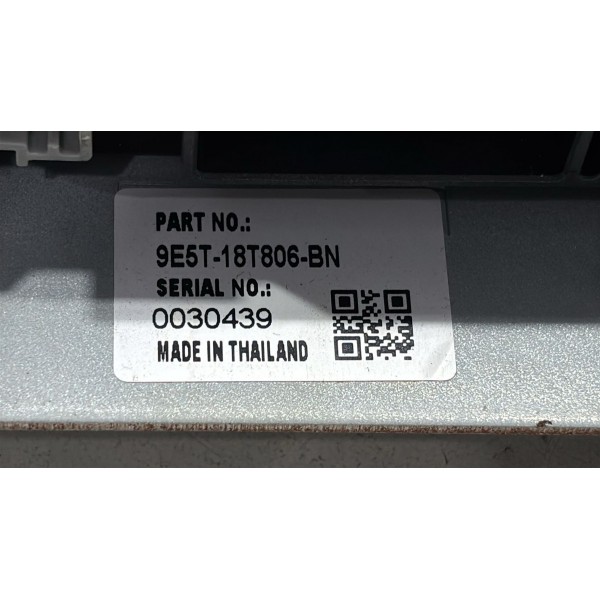 PART NO.:
9E5T-18T806-BN
SERIAL NO.:
0030439
MADE IN THAILAND